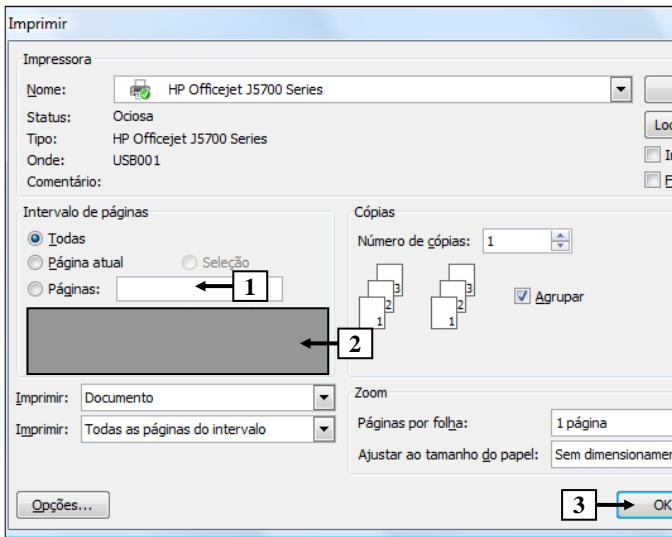 Imprimir
Impressora
Nome: HP Officejet J5700 Series
Status: Ociosa
Tipo: HP Officejet J5700 Series
Onde: USB001
Comentário:
Intervalo de páginas
Todas
Página atual Seleção
Páginas: 1
2
Cópias
Número de cópias: 1
1 2 3 1 2 3
Agrupar
Imprimir: Documento
Imprimir: Todas as páginas do intervalo
Zoom
Páginas por folha: 1 página
Ajustar ao tamanho do papel: Sem
Opções...
3 OK